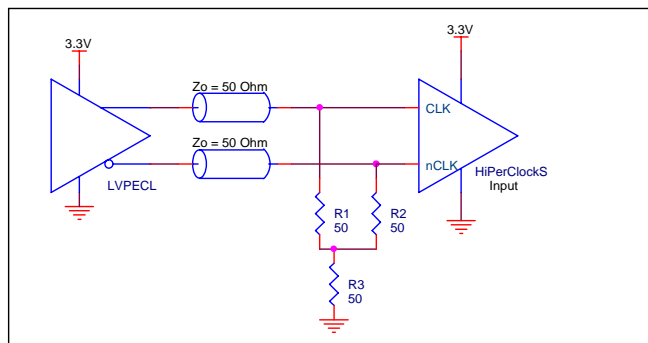 3.3V
3.3V
Zo = 50 Ohm
CLK
Zo = 50 Ohm
nCLK
LVPECL
HiPerClockS
Input
R1
50
R2
50
R3
50